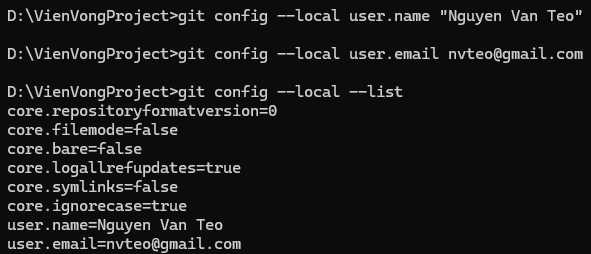 D:\VienVongProject>git config --local user.name "Nguyen Van Teo"
D:\VienVongProject>git config --local user.email nvteo@gmail.com
D:\VienVongProject>git config --local --list
core.repositoryformatversion=0
core.filemode=false
core.bare=false
core.logallrefupdates=true
core.symlinks=false
core.ignorecase=true
user.name=Nguyen Van Teo
user.email=nvteo@gmail.com